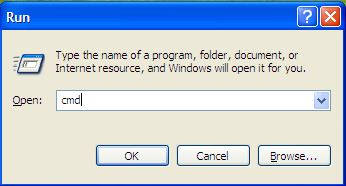 Run
Type the name of a program, folder, document, or
Internet resource, and Windows will open it for you.
Open: cmd
OK Cancel Browse...